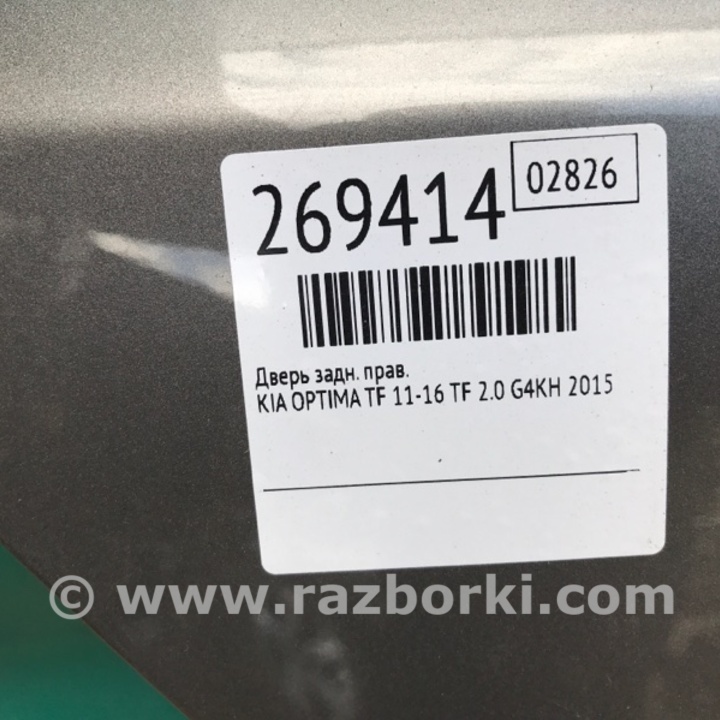 269414
02826
Дверь задн. прав.
KIA OPTIMA TF 11-16 TF 2.0 G4KH 2015
© www.razborki.com